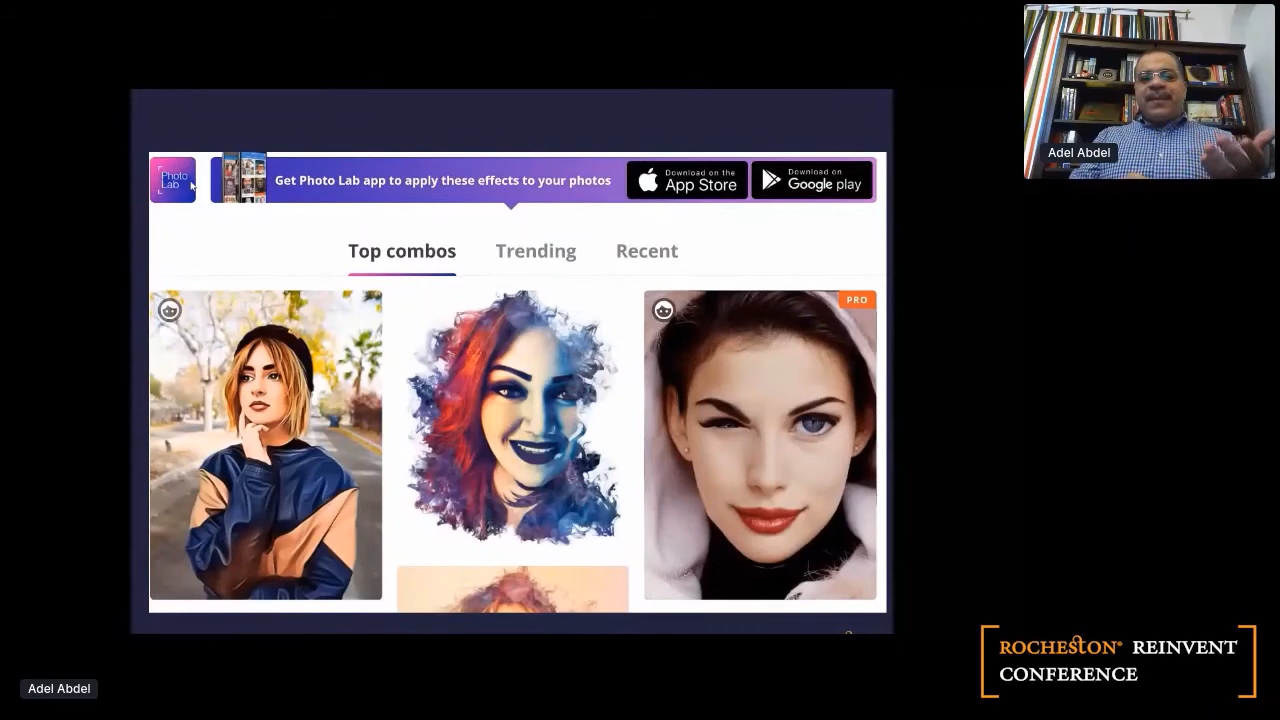 Adel Abdel
Photo
Lab
Get Photo Lab app to apply these effects to your photos
Download on the
App Store
Download on
Google play
Top combos
Trending
Recent
PRO
Adel Abdel
ROCHESTON® REINVENT
CONFERENCE